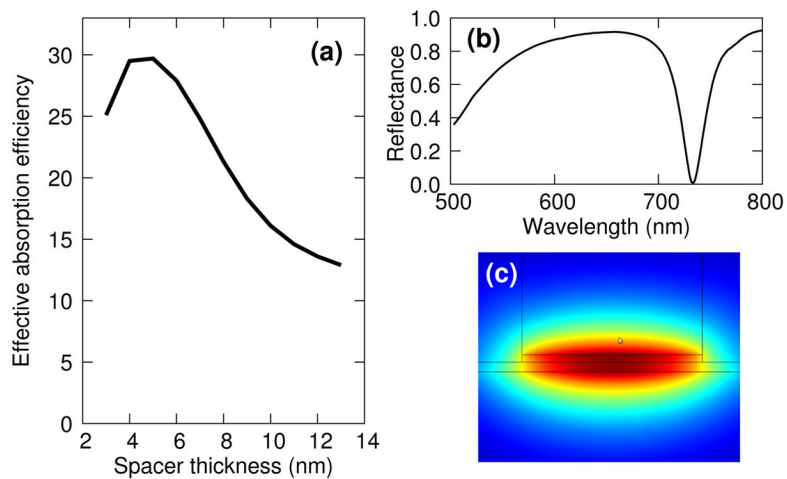 (a)
Effective absorption efficiency
30
25
20
15
10
5
0
2 4 6 8 10 12 14
Spacer thickness (nm)
(b)
Reflectance
1.0
0.8
0.6
0.4
0.2
0.0
500 600 700 800
Wavelength (nm)
(c)